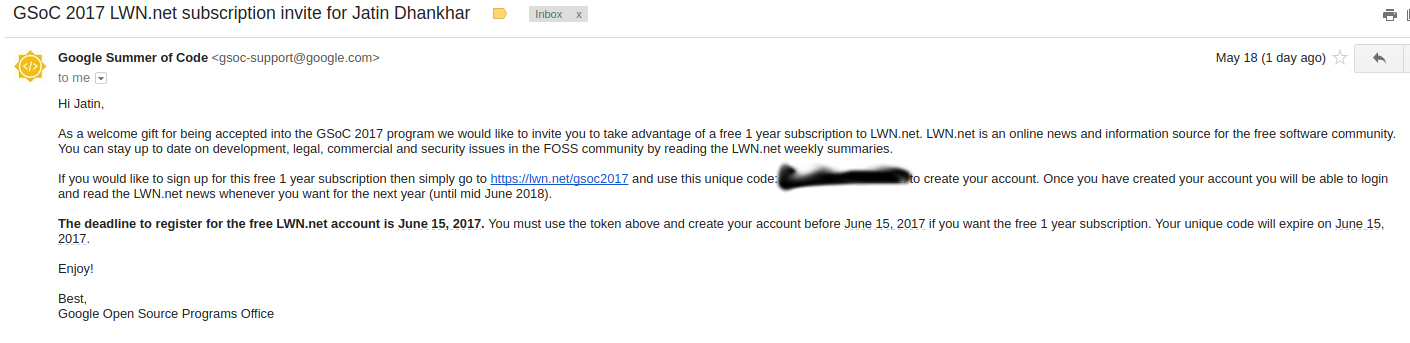 GSoC 2017 LWN.net subscription invite for Jatin Dhankhar Inbox x
Google Summer of Code <gsoc-support@google.com> May 18 (1 day ago)
to me
Hi Jatin,
As a welcome gift for being accepted into the GSoC 2017 program we would like to invite you to take advantage of a free 1 year subscription to LWN.net. LWN.net is an online news and information source for the free software community.
You can stay up to date on development, legal, commercial and security issues in the FOSS community by reading the LWN.net weekly summaries.
If you would like to sign up for this free 1 year subscription then simply go to https://lwn.net/gsoc2017 and use this unique code: to create your account. Once you have created your account you will be able to login
and read the LWN.net news whenever you want for the next year (until mid June 2018).
The deadline to register for the free LWN.net account is June 15, 2017. You must use the token above and create your account before June 15, 2017 if you want the free 1 year subscription. Your unique code will expire on June 15,
2017.
Enjoy!
Best,
Google Open Source Programs Office